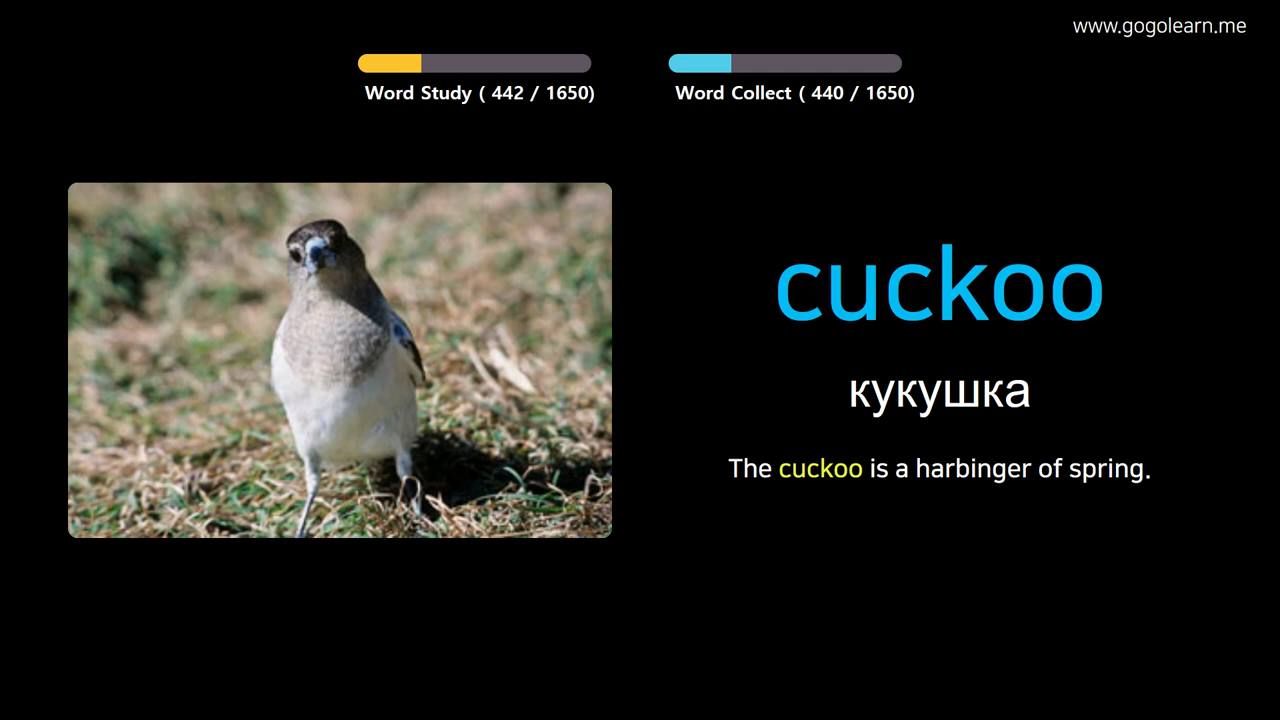 www.gogolearn.me
Word Study ( 442 / 1650)
Word Collect ( 440 / 1650)
cuckoo
кукушка
The cuckoo is a harbinger of spring.